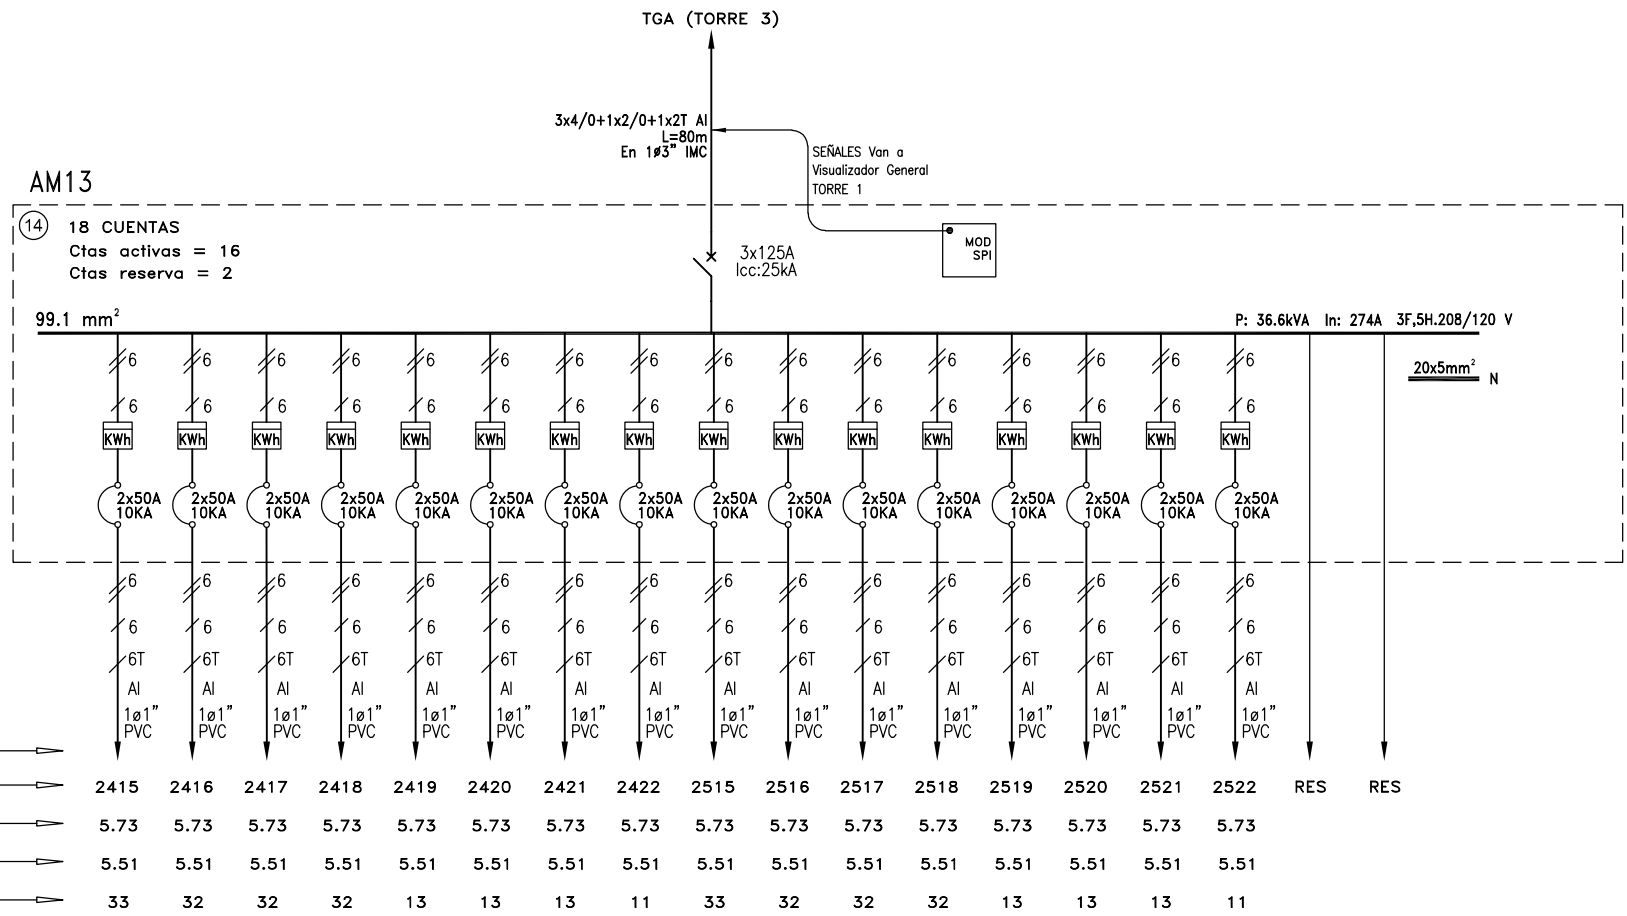 TGA (TORRE 3)
3x4/0+1x2/0+1x2T Al
L=80m
En 1ø3" IMC
SEÑALES Van a
Visualizador General
TORRE 1
AM13
14
18 CUENTAS
Ctas activas = 16
Ctas reserva = 2
3x125A
Icc:25kA
MOD
SPI
99.1 mm²
P: 36.6kVA In: 274A 3F,5H.208/120 V
20x5mm² N
6 6 6 6 6 6 6 6 6 6 6 6 6 6 6 6
6 6 6 6 6 6 6 6 6 6 6 6 6 6 6 6
KWh KWh KWh KWh KWh KWh KWh KWh KWh KWh KWh KWh KWh KWh KWh KWh
2x50A 2x50A 2x50A 2x50A 2x50A 2x50A 2x50A 2x50A 2x50A 2x50A 2x50A 2x50A 2x50A 2x50A 2x50A 2x50A
10KA 10KA 10KA 10KA 10KA 10KA 10KA 10KA 10KA 10KA 10KA 10KA 10KA 10KA 10KA 10KA
6 6 6 6 6 6 6 6 6 6 6 6 6 6 6 6
6 6 6 6 6 6 6 6 6 6 6 6 6 6 6 6
6T 6T 6T 6T 6T 6T 6T 6T 6T 6T 6T 6T 6T 6T 6T 6T
Al Al Al Al Al Al Al Al Al Al Al Al Al Al Al Al
1ø1" 1ø1" 1ø1" 1ø1" 1ø1" 1ø1" 1ø1" 1ø1" 1ø1" 1ø1" 1ø1" 1ø1" 1ø1" 1ø1" 1ø1" 1ø1"
PVC PVC PVC PVC PVC PVC PVC PVC PVC PVC PVC PVC PVC PVC PVC PVC
2415 2416 2417 2418 2419 2420 2421 2422 2515 2516 2517 2518 2519 2520 2521 2522 RES RES
5.73 5.73 5.73 5.73 5.73 5.73 5.73 5.73 5.73 5.73 5.73 5.73 5.73 5.73 5.73 5.73
5.51 5.51 5.51 5.51 5.51 5.51 5.51 5.51 5.51 5.51 5.51 5.51 5.51 5.51 5.51 5.51
33 32 32 32 13 13 13 11 33 32 32 32 13 13 13 11